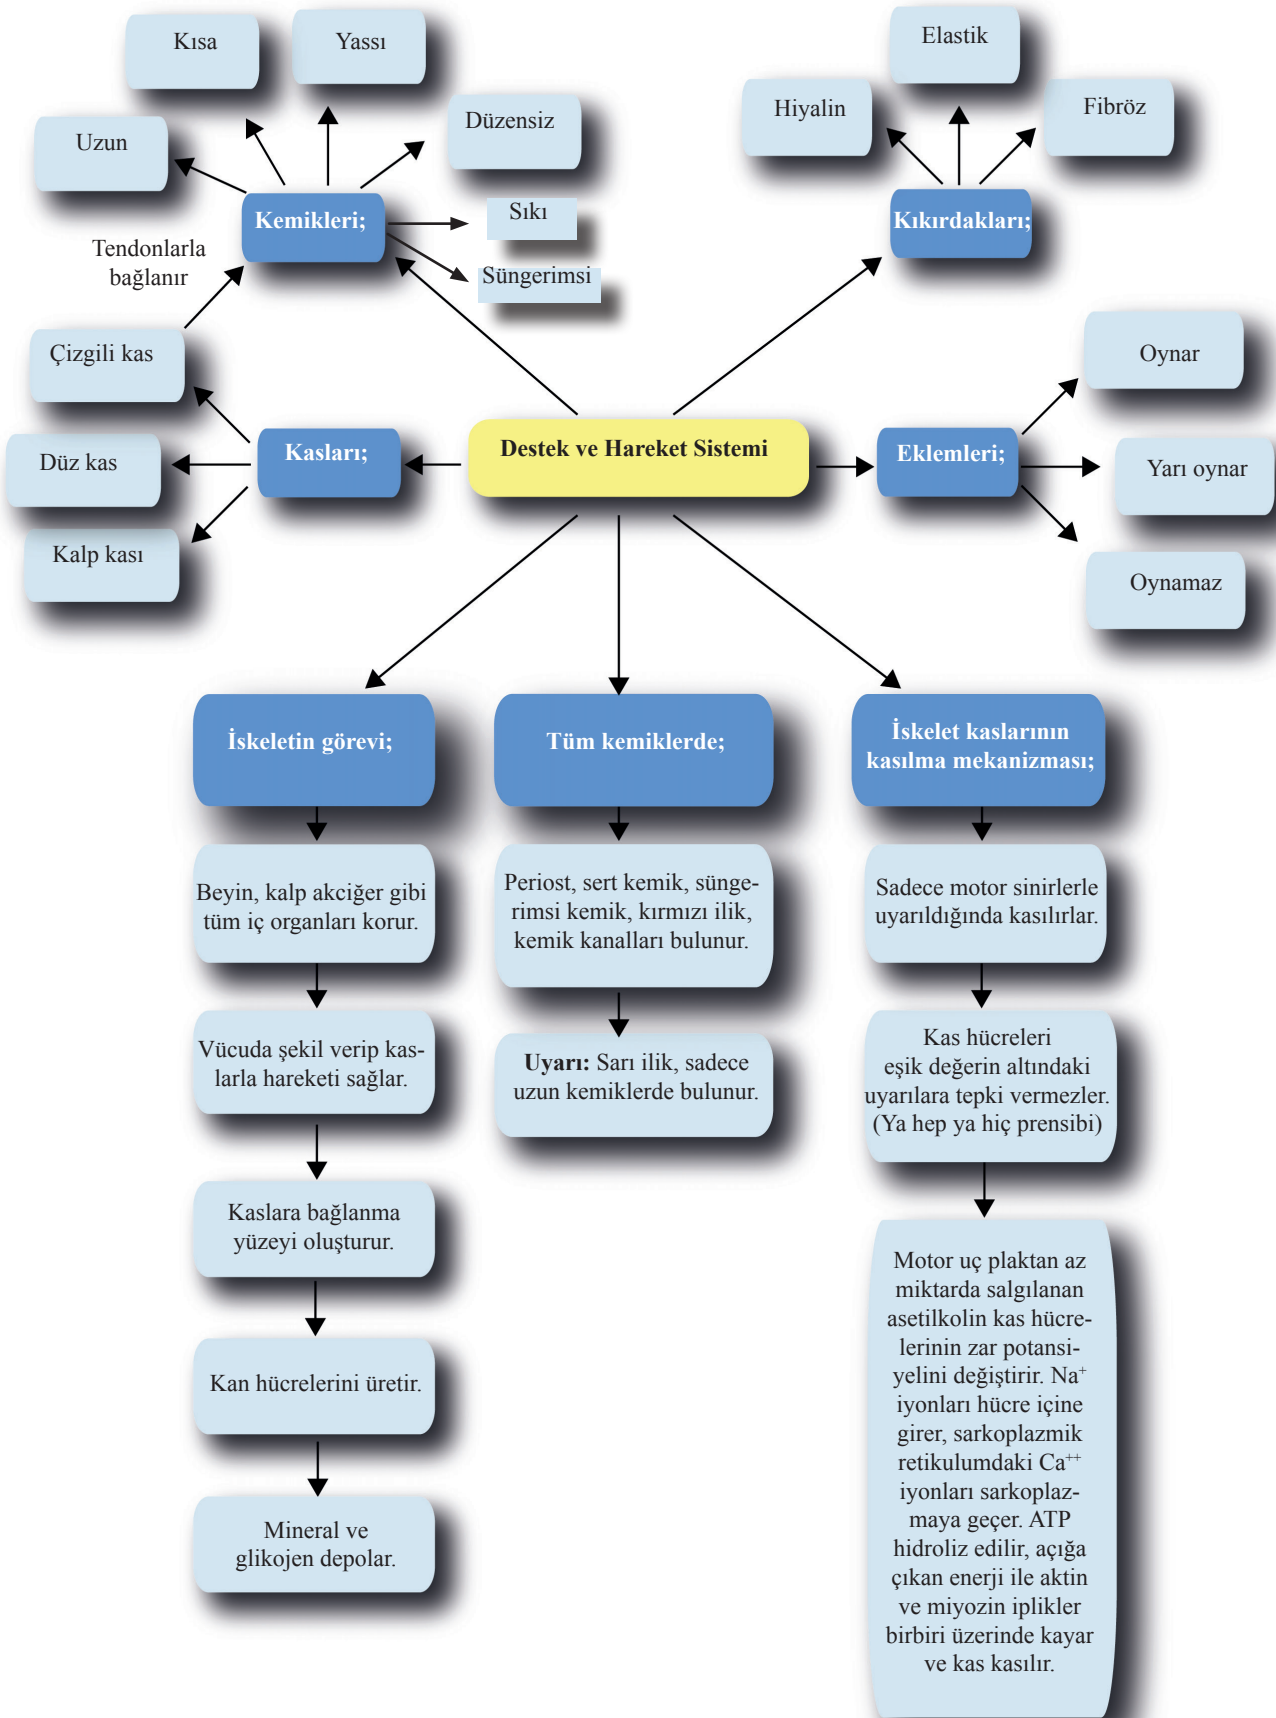 Kısa
Yassı
Uzun
Düzensiz
Kemikleri;
Sıkı
Süngerimsi
Tendonlarla
bağlanır
Elastik
Hiyalin
Fibröz
Kıkırdakları;
Çizgili kas
Düz kas
Kalp kası
Kasları;
Destek ve Hareket Sistemi
Eklemleri;
Oynar
Yarı oynar
Oynamaz
İskeletin görevi;
Beyin, kalp akciğer gibi
tüm iç organları korur.
Vücuda şekil verip kas-
larla hareketi sağlar.
Kaslara bağlanma
yüzeyi oluşturur.
Kan hücrelerini üretir.
Mineral ve
glikojen depolar.
Tüm kemiklerde;
Periost, sert kemik, sünge-
rimsi kemik, kırmızı ilik,
kemik kanalları bulunur.
Uyarı: Sarı ilik, sadece
uzun kemiklerde bulunur.
İskelet kaslarının
kasılma mekanizması;
Sadece motor sinirlerle
uyarıldığında kasılırlar.
Kas hücreleri
eşik değerin altındaki
uyarılara tepki vermezler.
(Ya hep ya hiç prensibi)
Motor uç plaktan az
miktarda salgılanan
asetilkolin kas hücre-
lerinin zar potansi-
yelini değiştirir. Na⁺
iyonları hücre içine
girer, sarkoplazmik
retikulumdaki Ca⁺⁺
iyonları sarkoplaz-
maya geçer. ATP
hidroliz edilir, açığa
çıkan enerji ile aktin
ve miyozin iplikler
birbiri üzerinde kayar
ve kas kasılır.